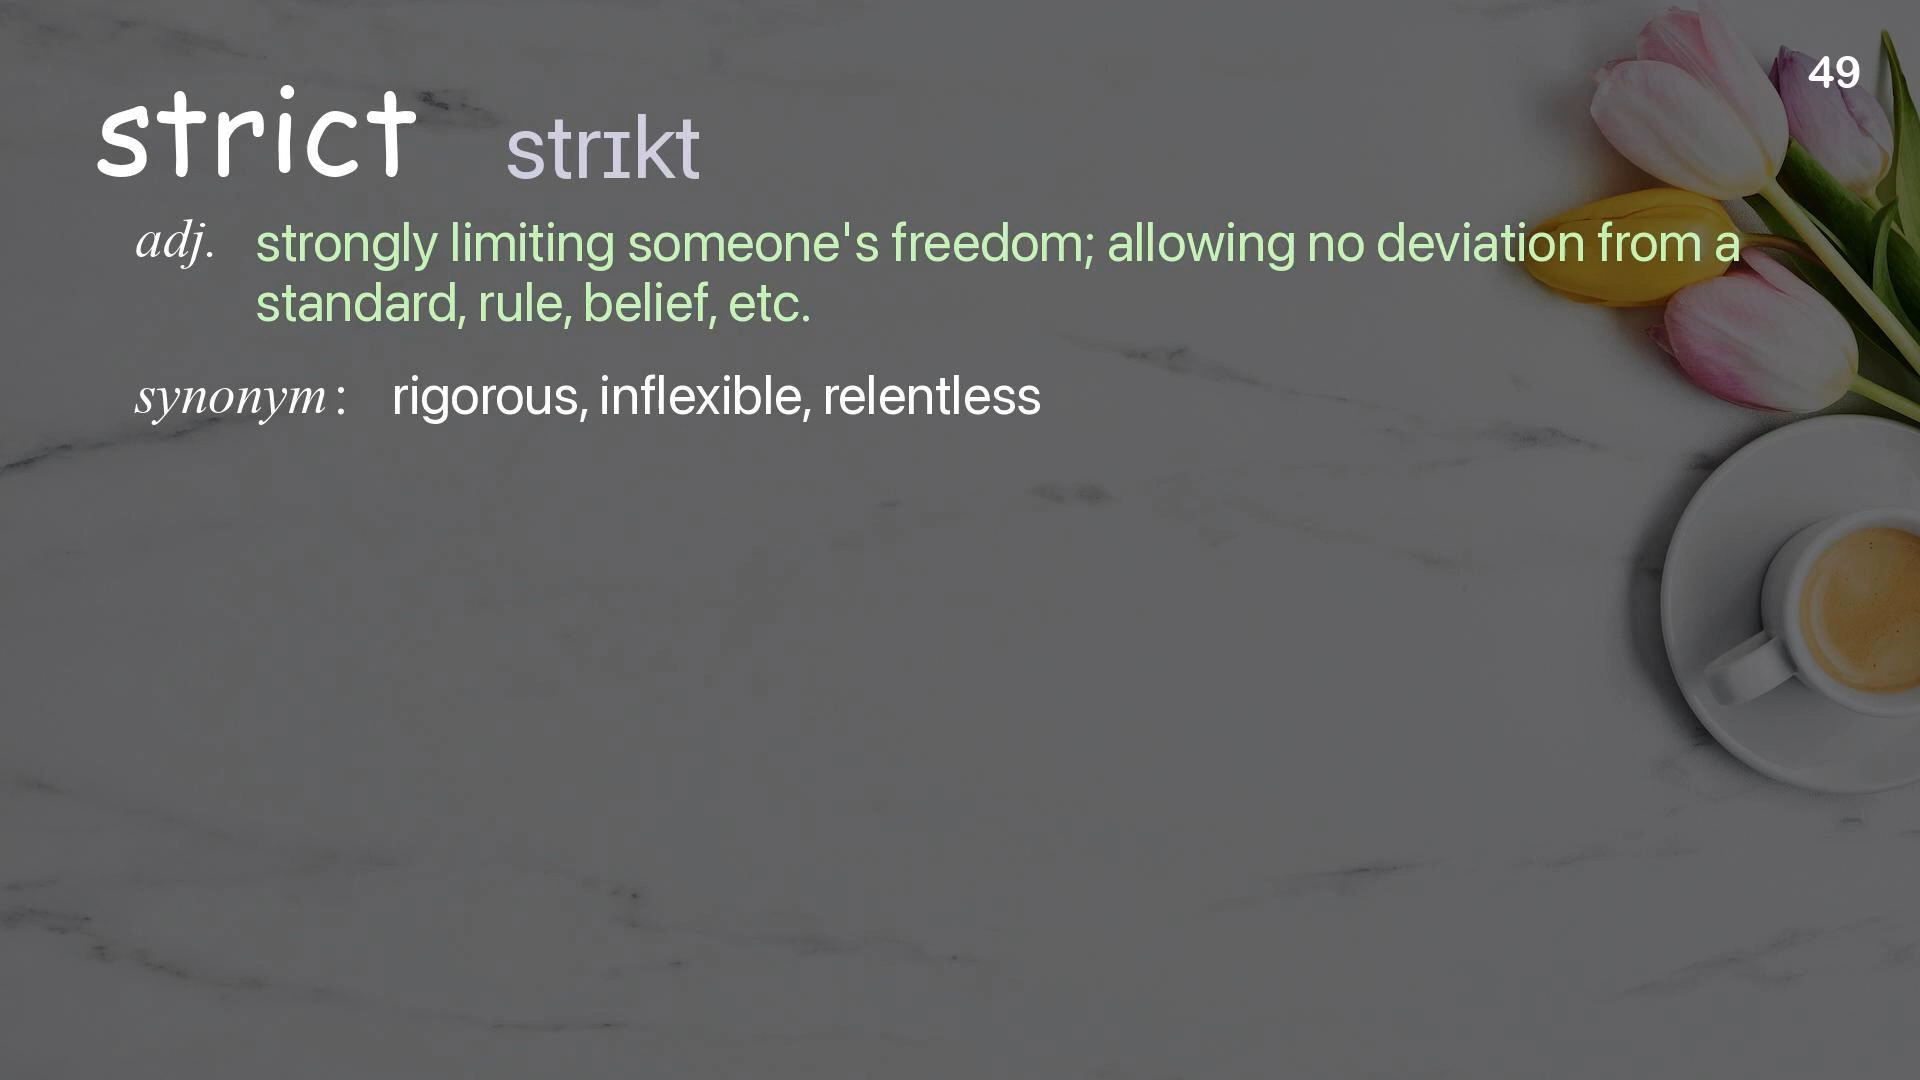 49
strict strɪkt
adj. strongly limiting someone's freedom; allowing no deviation from a
standard, rule, belief, etc.
synonym : rigorous, inflexible, relentless